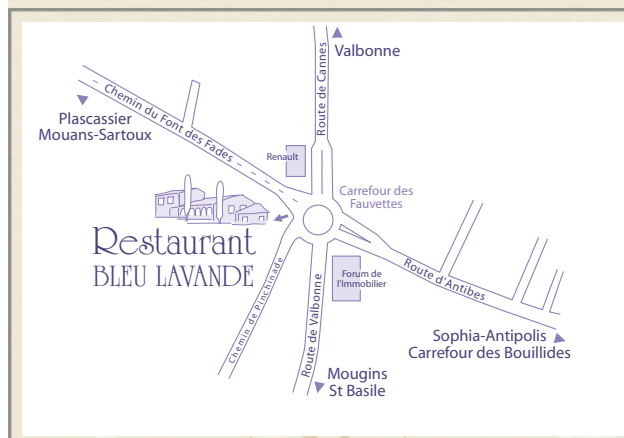 Valbonne
Route de Cannes
Chemin du Font des Fades
Plascassier
Mouans-Sartoux
Renault
Carrefour des
Fauvettes
Restaurant
BLEU LAVANDE
Chemin de Pinchinade
Route de Valbonne
Forum de
l'Immobilier
Route d'Antibes
Sophia-Antipolis
Carrefour des Bouillides
Mougins
St Basile